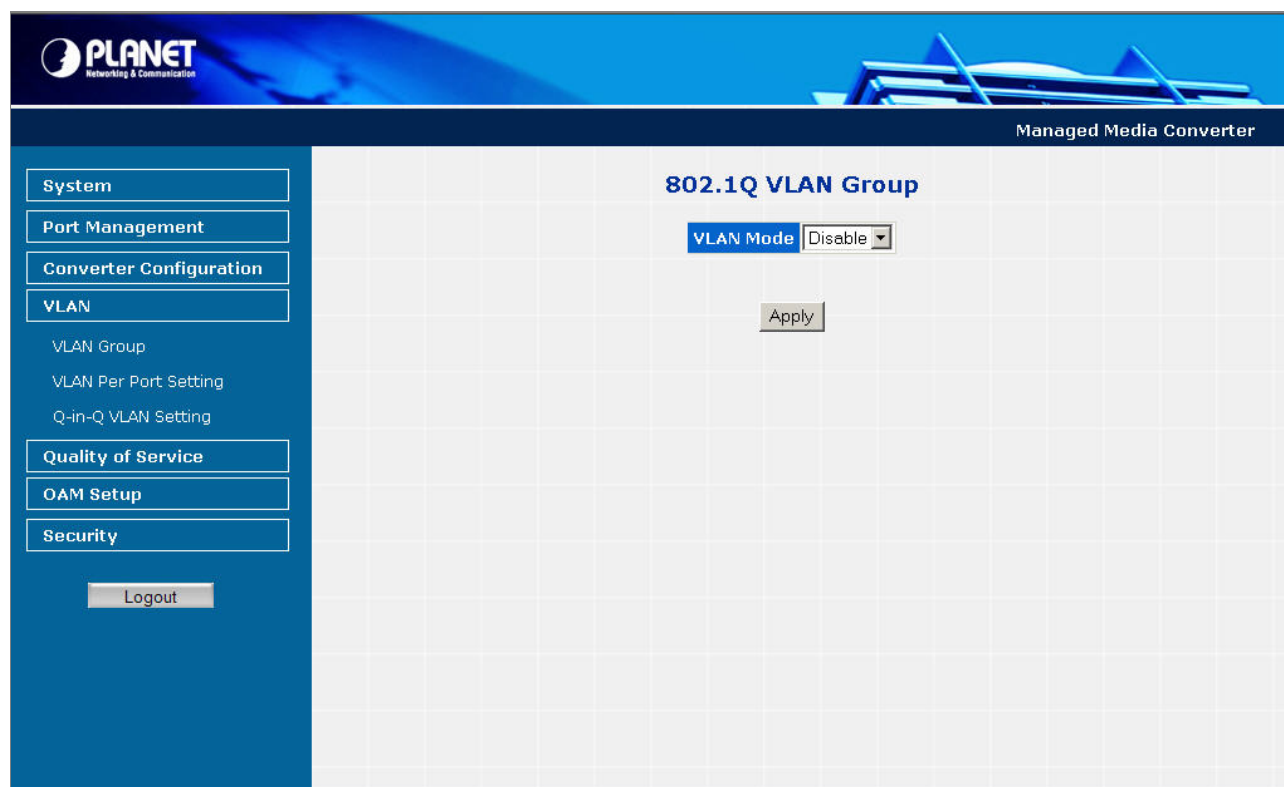 PLANET
Networking & Communication
Managed Media Converter
System
Port Management
Converter Configuration
VLAN
VLAN Group
VLAN Per Port Setting
Q-in-Q VLAN Setting
Quality of Service
OAM Setup
Security
Logout
802.1Q VLAN Group
VLAN Mode Disable
Apply